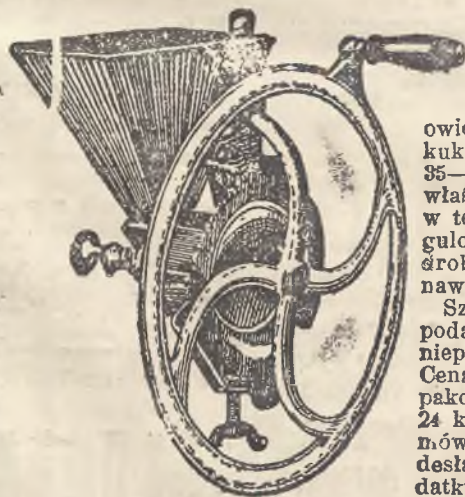 owie
kuk
35—
właś
w te
gulo
drob
naw
Sz
poda
niep
Cena
pako
24 k
mów
desła
datk